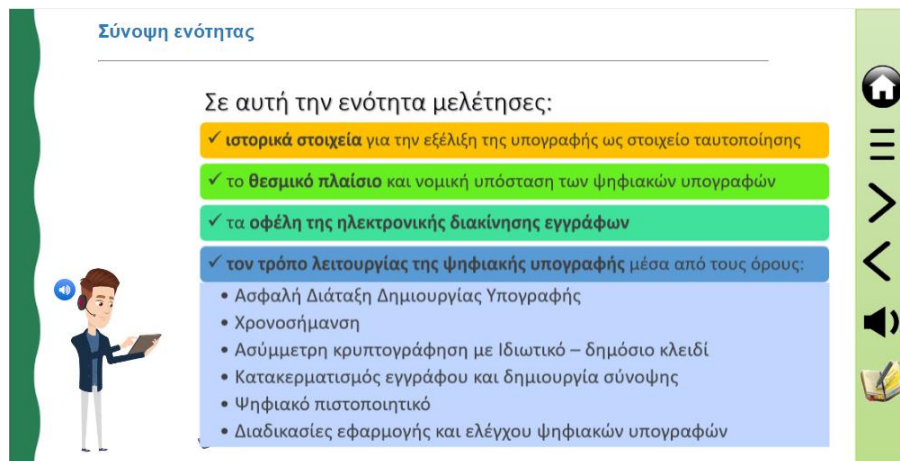 Σύνοψη ενότητας
Σε αυτή την ενότητα μελέτησες:
✓ ιστορικά στοιχεία για την εξέλιξη της υπογραφής ως στοιχείο ταυτοποίησης
✓ το θεσμικό πλαίσιο και νομική υπόσταση των ψηφιακών υπογραφών
✓ τα οφέλη της ηλεκτρονικής διακίνησης εγγράφων
✓ τον τρόπο λειτουργίας της ψηφιακής υπογραφής μέσα από τους όρους:
• Ασφαλή Διάταξη Δημιουργίας Υπογραφής
• Χρονοσήμανση
• Ασύμμετρη κρυπτογράφηση με Ιδιωτικό – δημόσιο κλειδί
• Κατακερματισμός εγγράφου και δημιουργία σύνοψης
• Ψηφιακό πιστοποιητικό
• Διαδικασίες εφαρμογής και ελέγχου ψηφιακών υπογραφών